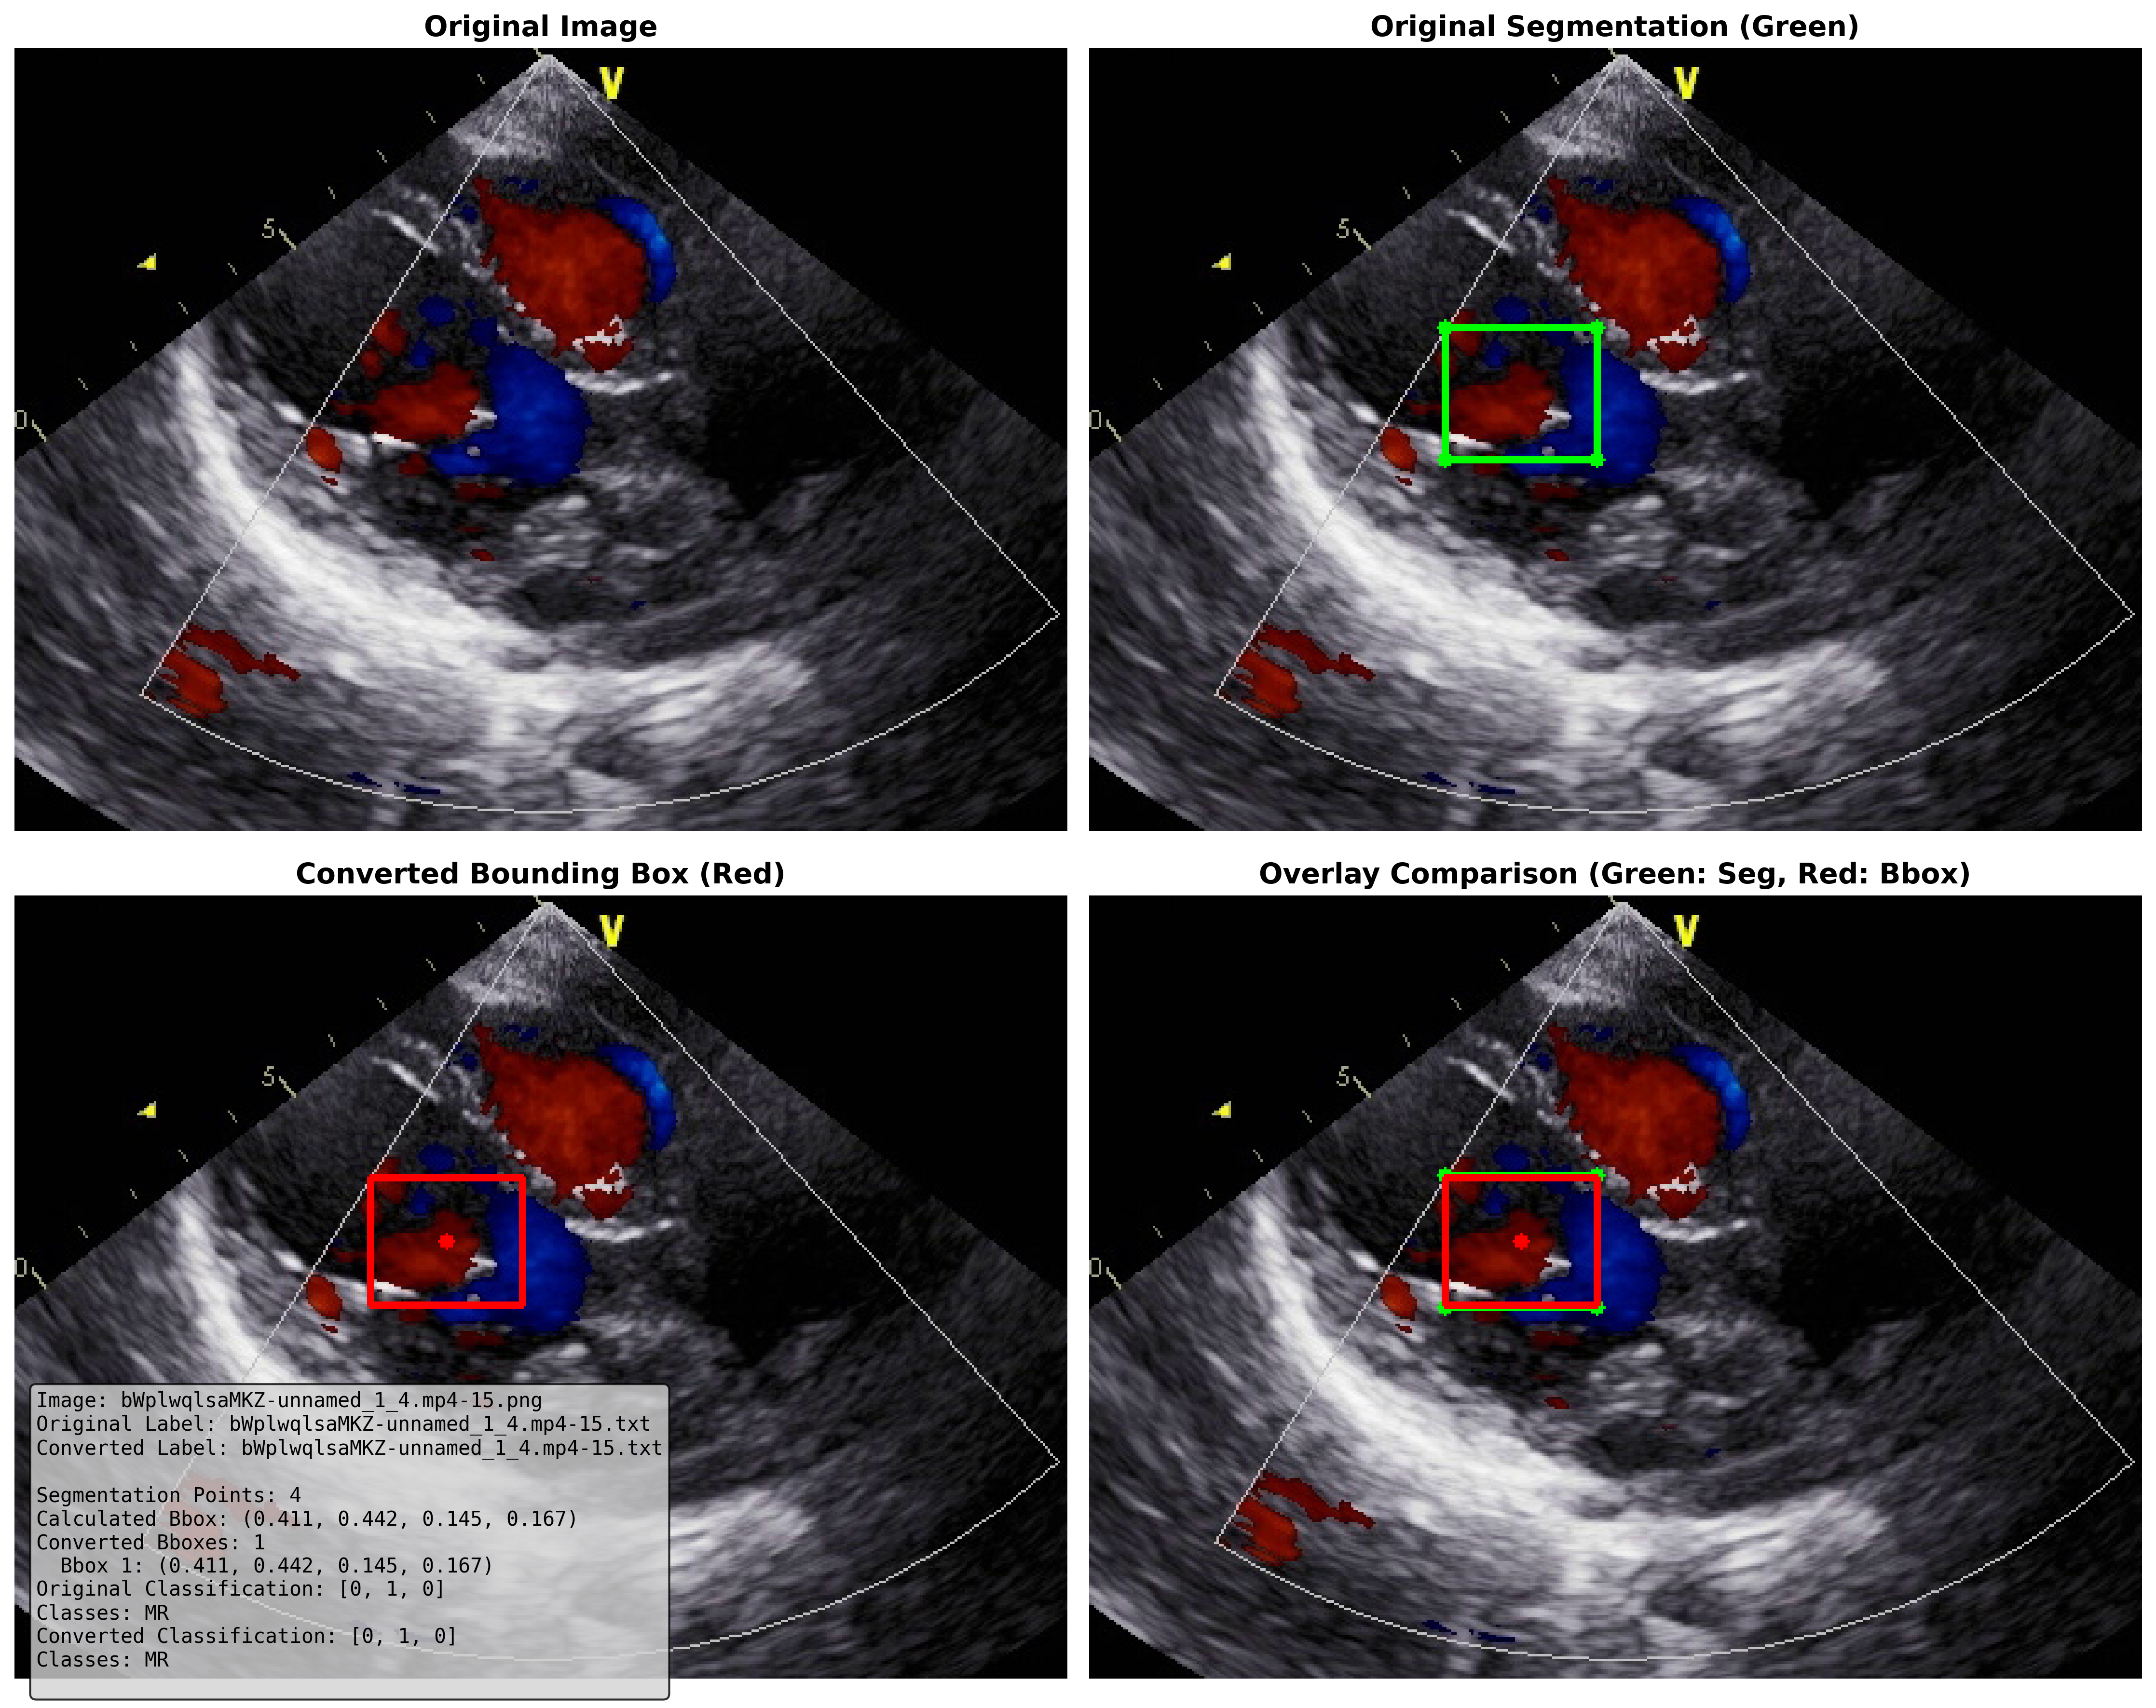 Original Image
Original Segmentation (Green)
V
5
0
V
5
0
Converted Bounding Box (Red)
Overlay Comparison (Green: Seg, Red: Bbox)
V
5
0
V
5
0
Image: bWplwqlsaMKZ-unnamed_1_4.mp4-15.png
Original Label: bWplwqlsaMKZ-unnamed_1_4.mp4-15.txt
Converted Label: bWplwqlsaMKZ-unnamed_1_4.mp4-15.txt
Segmentation Points: 4
Calculated Bbox: (0.411, 0.442, 0.145, 0.167)
Converted Bboxes: 1
Bbox 1: (0.411, 0.442, 0.145, 0.167)
Original Classification: [0, 1, 0]
Classes: MR
Converted Classification: [0, 1, 0]
Classes: MR